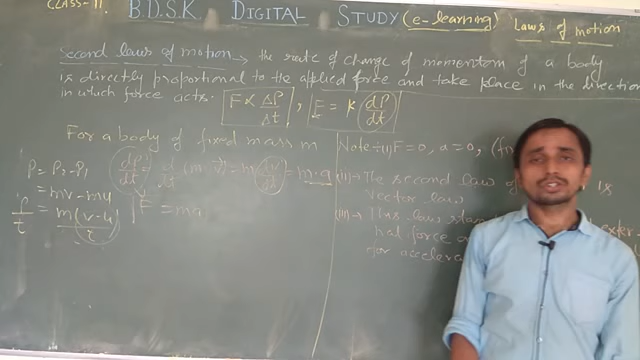 CLASS-11.
B.D.S.K. DIGITAL STUDY (e-learning)
Laws of motion
Second laws of motion → the rate of change of momentum of a body
is directly proportional to the applied force and take place in the direction
in which force acts. F ∝ ΔP/Δt , F = K dP/dt
For a body of fixed mass m
P = P₂-P₁
= mv - mu
P/t = m(v-u)/t
dP/dt = d/dt (m v) = m dv/dt = m.a
F = ma
Note:- (i) F=0, a=0,
(ii) → The second law of is
vector law
(iii) → This law
force
for